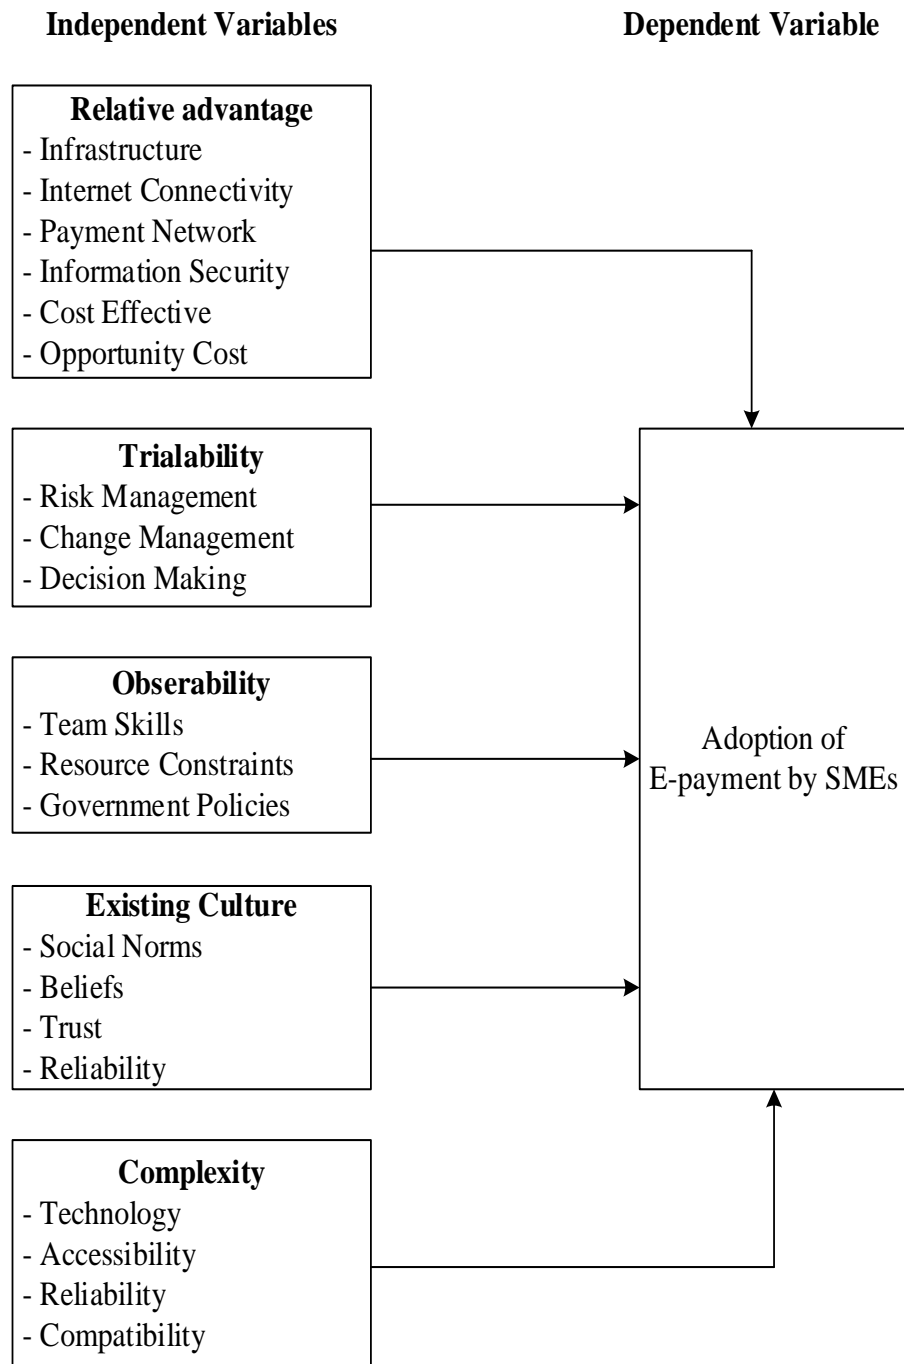 Independent Variables
Dependent Variable
Relative advantage
- Infrastructure
- Internet Connectivity
- Payment Network
- Information Security
- Cost Effective
- Opportunity Cost
Trialability
- Risk Management
- Change Management
- Decision Making
Obserability
- Team Skills
- Resource Constraints
- Government Policies
Existing Culture
- Social Norms
- Beliefs
- Trust
- Reliability
Complexity
- Technology
- Accessibility
- Reliability
- Compatibility
Adoption of
E-payment by SMEs